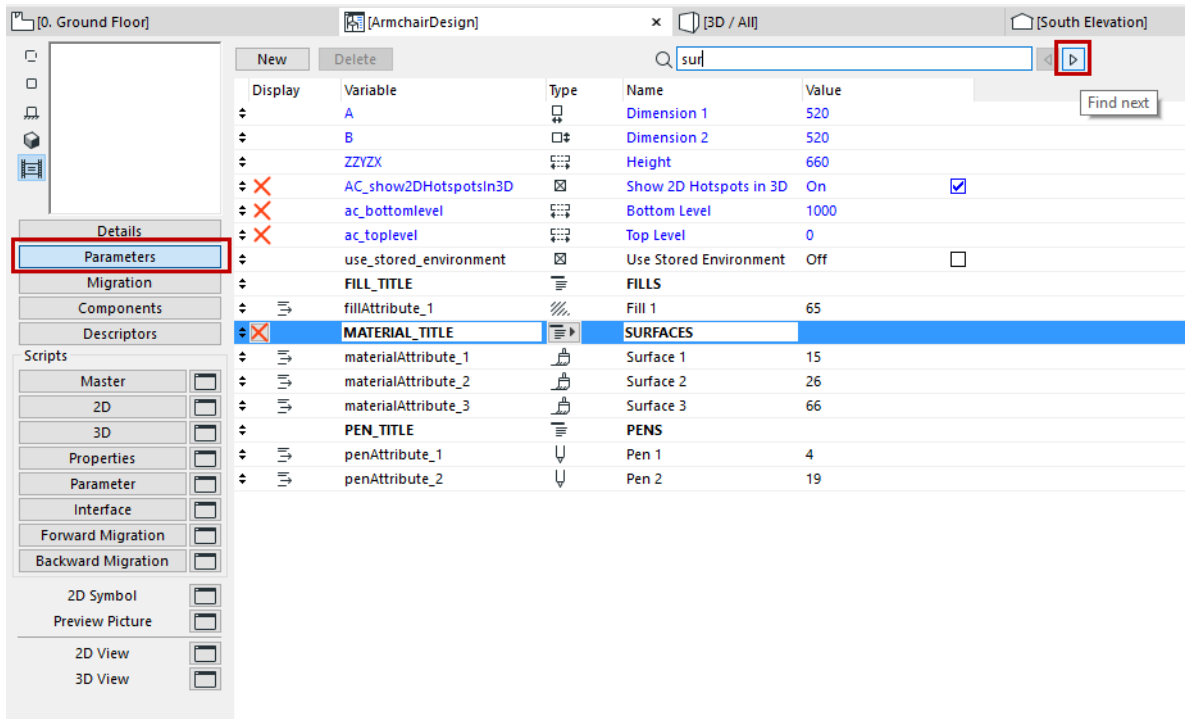 [0. Ground Floor] [ArmchairDesign] × [3D / All] [South Elevation]
New Delete sur
Find next
Display Variable Type Name Value
A Dimension 1 520
B Dimension 2 520
ZZYZX Height 660
AC_show2DHotspotsIn3D Show 2D Hotspots in 3D On
ac_bottomlevel Bottom Level 1000
ac_toplevel Top Level 0
use_stored_environment Use Stored Environment Off
FILL_TITLE FILLS
fillAttribute_1 Fill 1 65
MATERIAL_TITLE SURFACES
materialAttribute_1 Surface 1 15
materialAttribute_2 Surface 2 26
materialAttribute_3 Surface 3 66
PEN_TITLE PENS
penAttribute_1 Pen 1 4
penAttribute_2 Pen 2 19
Details
Parameters
Migration
Components
Descriptors
Scripts
Master
2D
3D
Properties
Parameter
Interface
Forward Migration
Backward Migration
2D Symbol
Preview Picture
2D View
3D View